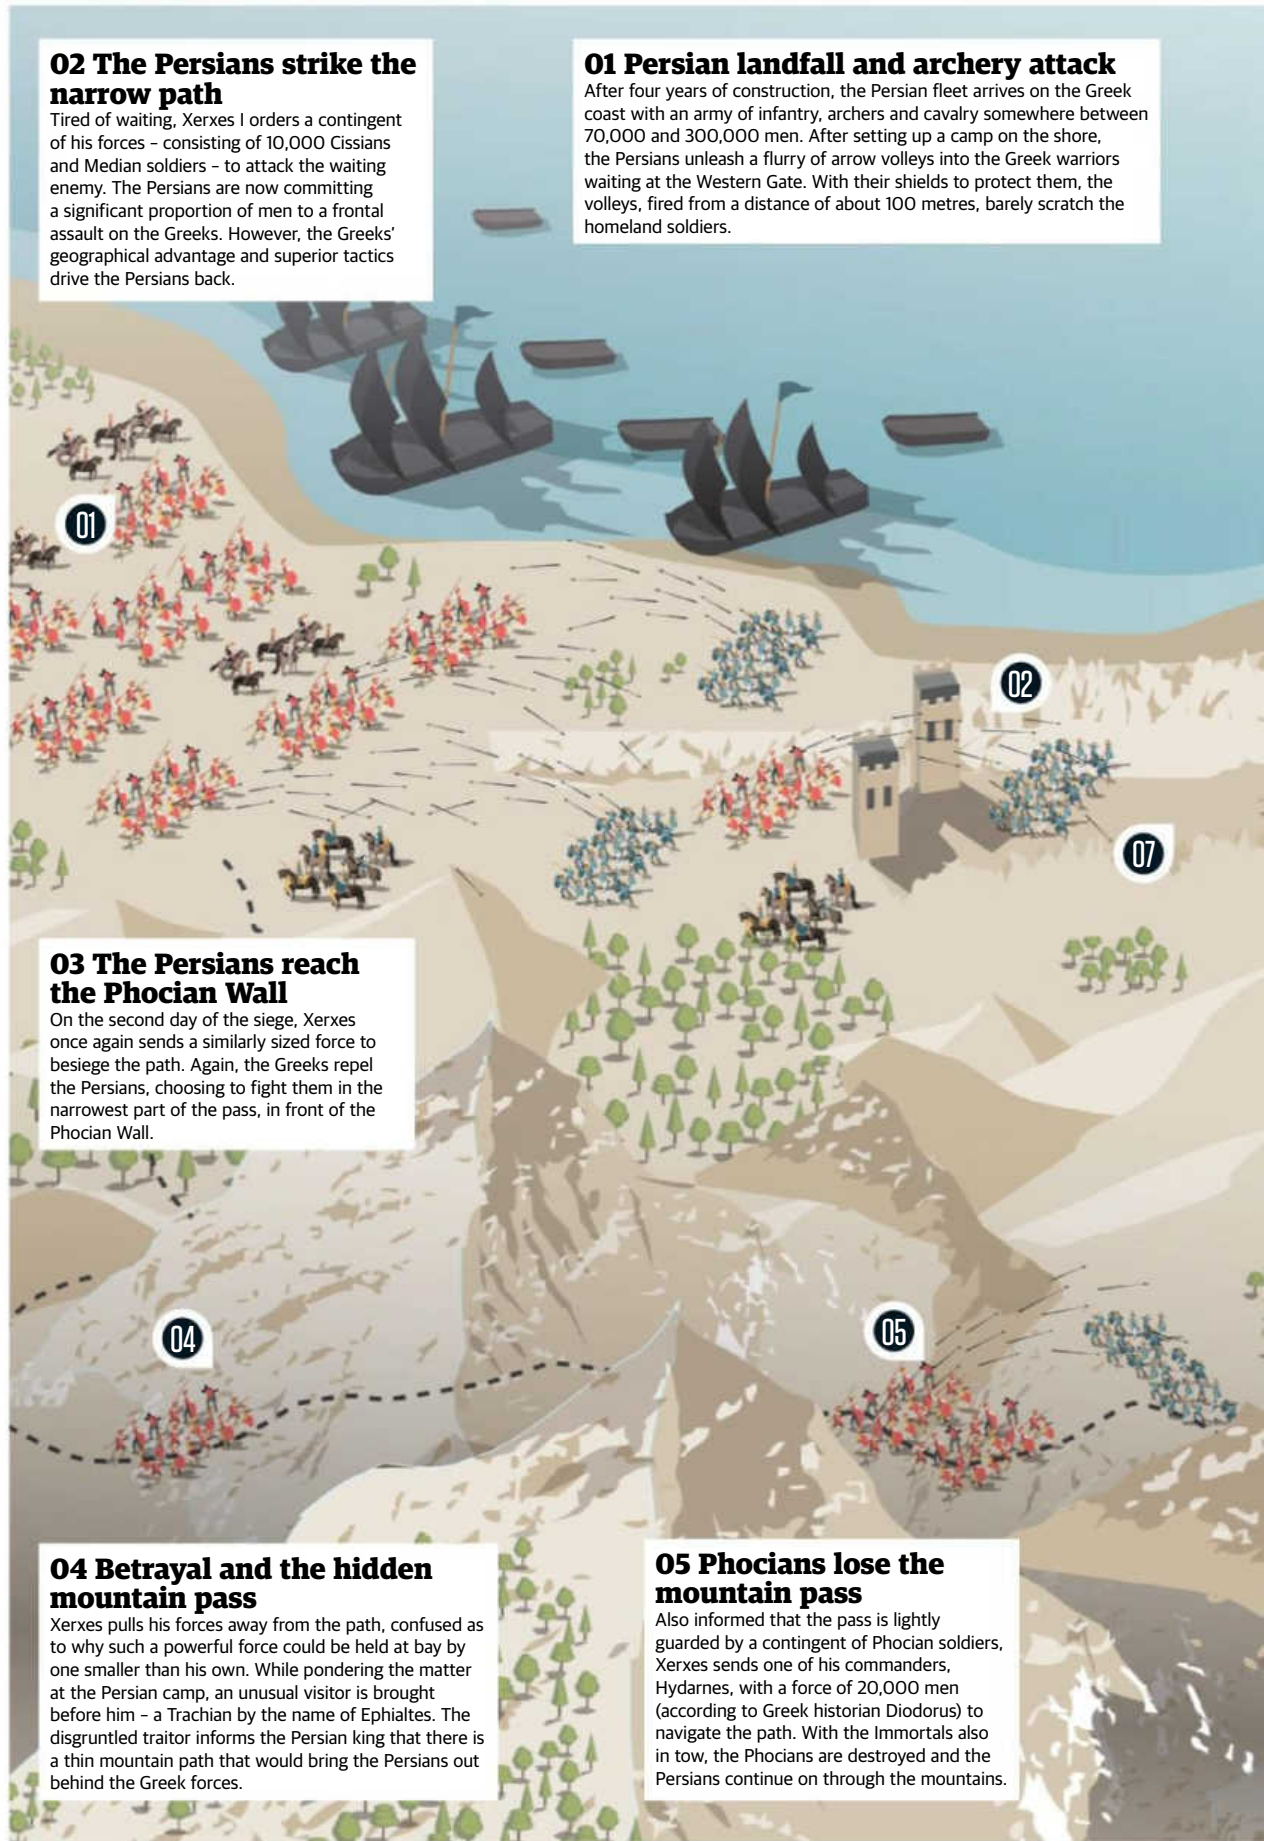 02 The Persians strike the
narrow path
Tired of waiting, Xerxes I orders a contingent
of his forces – consisting of 10,000 Cissians
and Median soldiers – to attack the waiting
enemy. The Persians are now committing
a significant proportion of men to a frontal
assault on the Greeks. However, the Greeks’
geographical advantage and superior tactics
drive the Persians back.
01 Persian landfall and archery attack
After four years of construction, the Persian fleet arrives on the Greek
coast with an army of infantry, archers and cavalry somewhere between
70,000 and 300,000 men. After setting up a camp on the shore,
the Persians unleash a flurry of arrow volleys into the Greek warriors
waiting at the Western Gate. With their shields to protect them, the
volleys, fired from a distance of about 100 metres, barely scratch the
homeland soldiers.
01
02
07
03 The Persians reach
the Phocian Wall
On the second day of the siege, Xerxes
once again sends a similarly sized force to
besiege the path. Again, the Greeks repel
the Persians, choosing to fight them in the
narrowest part of the pass, in front of the
Phocian Wall.
04
05
04 Betrayal and the hidden
mountain pass
Xerxes pulls his forces away from the path, confused as
to why such a powerful force could be held at bay by
one smaller than his own. While pondering the matter
at the Persian camp, an unusual visitor is brought
before him – a Trachian by the name of Ephialtes. The
disgruntled traitor informs the Persian king that there is
a thin mountain path that would bring the Persians out
behind the Greek forces.
05 Phocians lose the
mountain pass
Also informed that the pass is lightly
guarded by a contingent of Phocian soldiers,
Xerxes sends one of his commanders,
Hydarnes, with a force of 20,000 men
(according to Greek historian Diodorus) to
navigate the path. With the Immortals also
in tow, the Phocians are destroyed and the
Persians continue on through the mountains.